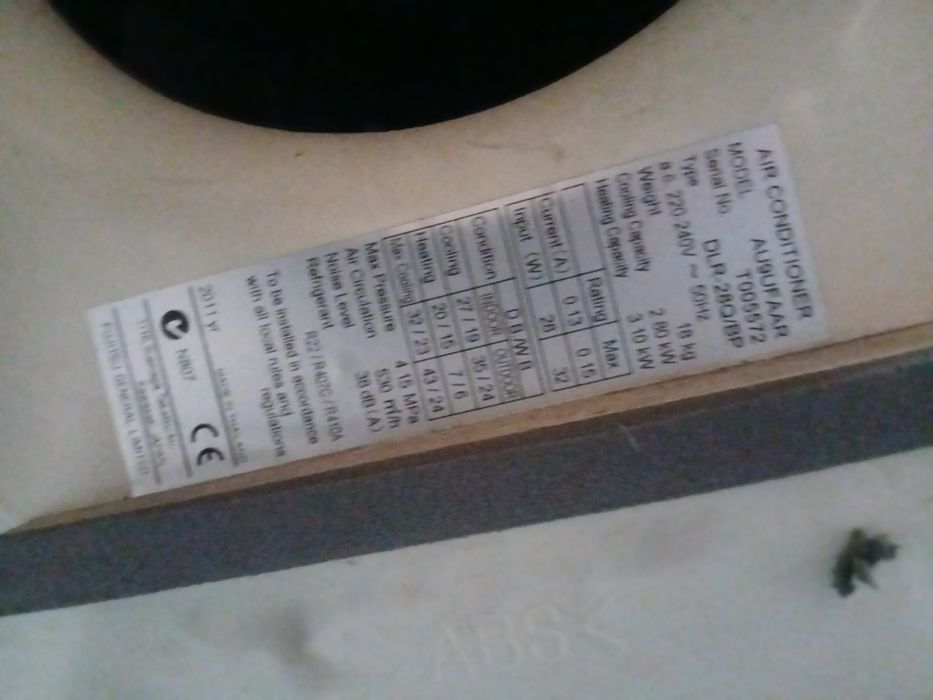 AIR CONDITIONER
MODEL AU9UFAAR
Serial No. T005572
Type DLR-28Q/BP
220 240V ~ 50Hz
Weight 18 kg
Cooling Capacity 2 80 kW
Heating Capacity 3 10 kW
Rating Max
Current (A) 0 13 0 15
Input (W) 28 32
Condition INDOOR OUTDOOR
D B / W B
Cooling 27 / 19 35 / 24
Heating 20 / 15 7 / 6
Max Cooling 32 / 23 43 / 24
Max Pressure 4 15 MPa
Air Circulation 530 m³/h
Noise Level 38 dB (A)
Refrigerant R22 / R407C / R410A
To be installed in accordance
with all local rules and
regulations
2011 yr MADE IN THAILAND
N807 CE
FUJITSU GENERAL LIMITED
>ABS<